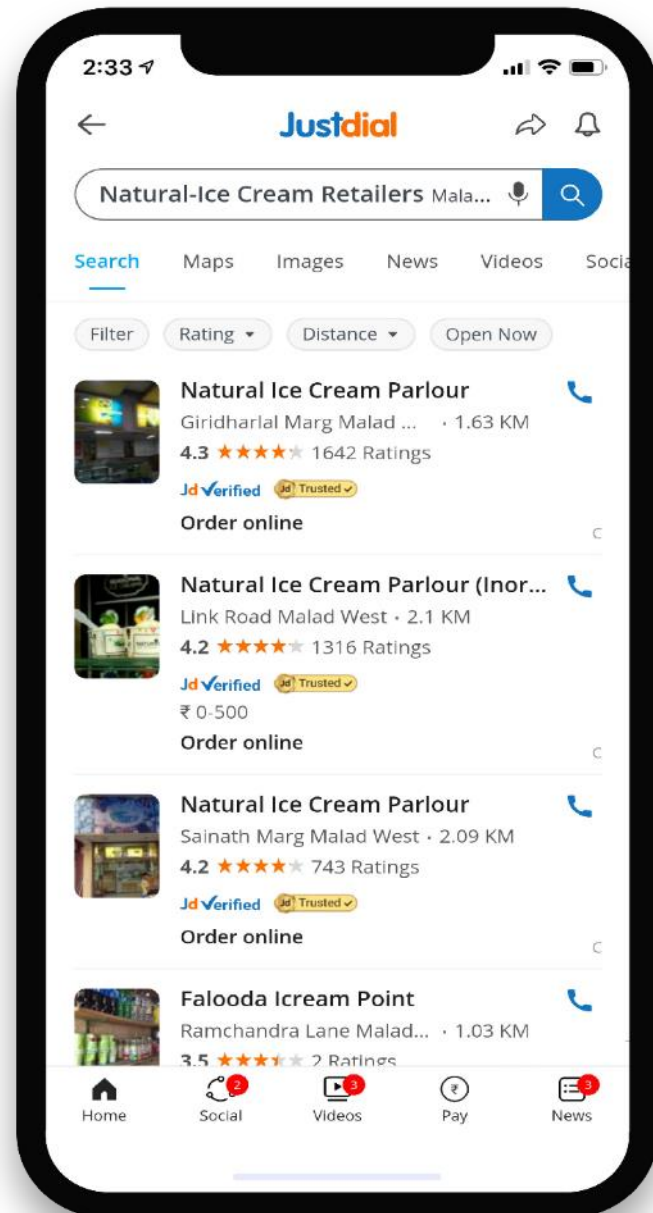 2:33
Justdial
Natural-Ice Cream Retailers Mala...
Search Maps Images News Videos Socia
Filter Rating Distance Open Now
Natural Ice Cream Parlour
Giridharlal Marg Malad ... · 1.63 KM
4.3 ★★★★★ 1642 Ratings
Jd Verified Jd Trusted
Order online
Natural Ice Cream Parlour (Inor...
Link Road Malad West · 2.1 KM
4.2 ★★★★★ 1316 Ratings
Jd Verified Jd Trusted
₹ 0-500
Order online
Natural Ice Cream Parlour
Sainath Marg Malad West · 2.09 KM
4.2 ★★★★★ 743 Ratings
Jd Verified Jd Trusted
Order online
Falooda Icream Point
Ramchandra Lane Malad... · 1.03 KM
3.5 ★★★★★ 2 Ratings
2 3 ₹ 3
Home Social Videos Pay News